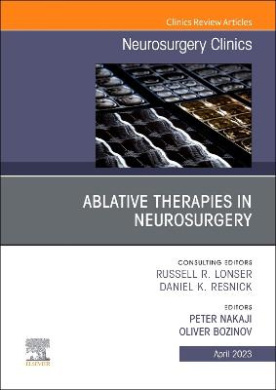 Clinics Review Articles
Neurosurgery Clinics
ABLATIVE THERAPIES IN
NEUROSURGERY
CONSULTING EDITORS
RUSSELL R. LONSER
DANIEL K. RESNICK
EDITORS
PETER NAKAJI
OLIVER BOZINOV
ELSEVIER
April 2023